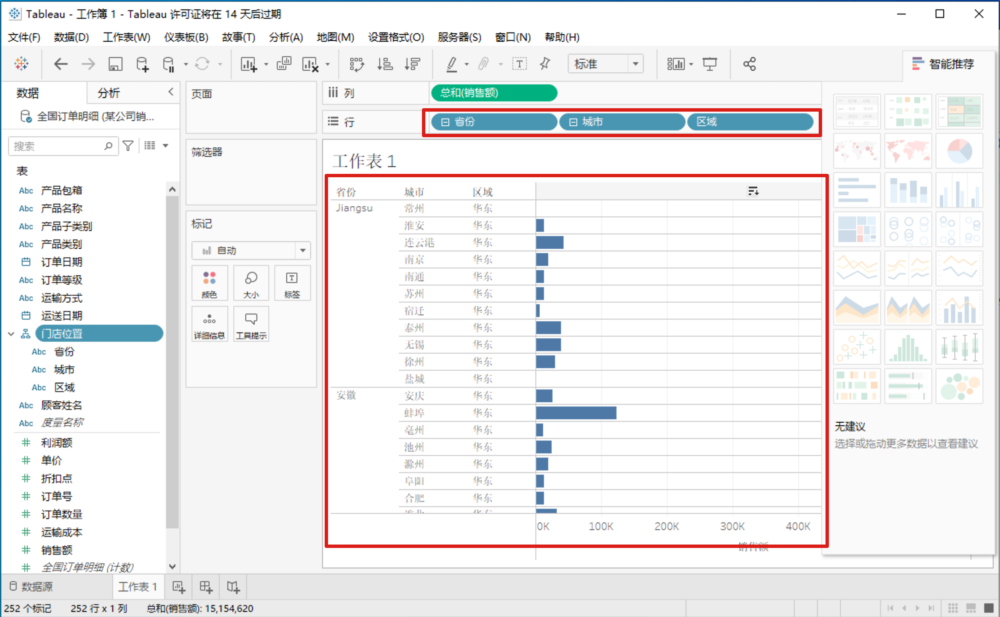 Tableau - 工作簿 1 - Tableau 许可证将在 14 天后过期
文件(F) 数据(D) 工作表(W) 仪表板(B) 故事(T) 分析(A) 地图(M) 设置格式(O) 服务器(S) 窗口(N) 帮助(H)
标准
智能推荐
数据 分析
全国订单明细 (某公司销...
搜索
表
Abc 产品包箱
Abc 产品名称
Abc 产品子类别
Abc 产品类别
订单日期
Abc 订单等级
Abc 运输方式
运送日期
门店位置
Abc 省份
Abc 城市
Abc 区域
Abc 顾客姓名
Abc 度量名称
利润额
单价
折扣点
订单号
订单数量
运输成本
销售额
全国订单明细 (计数)
页面
筛选器
标记
自动
颜色 大小 标签
详细信息 工具提示
列 总和(销售额)
行 省份 城市 区域
工作表 1
省份 城市 区域
Jiangsu 常州 华东
淮安 华东
连云港 华东
南京 华东
南通 华东
苏州 华东
宿迁 华东
泰州 华东
无锡 华东
徐州 华东
盐城 华东
安徽 安庆 华东
蚌埠 华东
亳州 华东
池州 华东
滁州 华东
阜阳 华东
合肥 华东
淮北 华东
0K 100K 200K 300K 400K
销售额
无建议
选择或拖动更多数据以查看建议
数据源 工作表 1
252 个标记 252 行 x 1 列 总和(销售额): 15,154,620